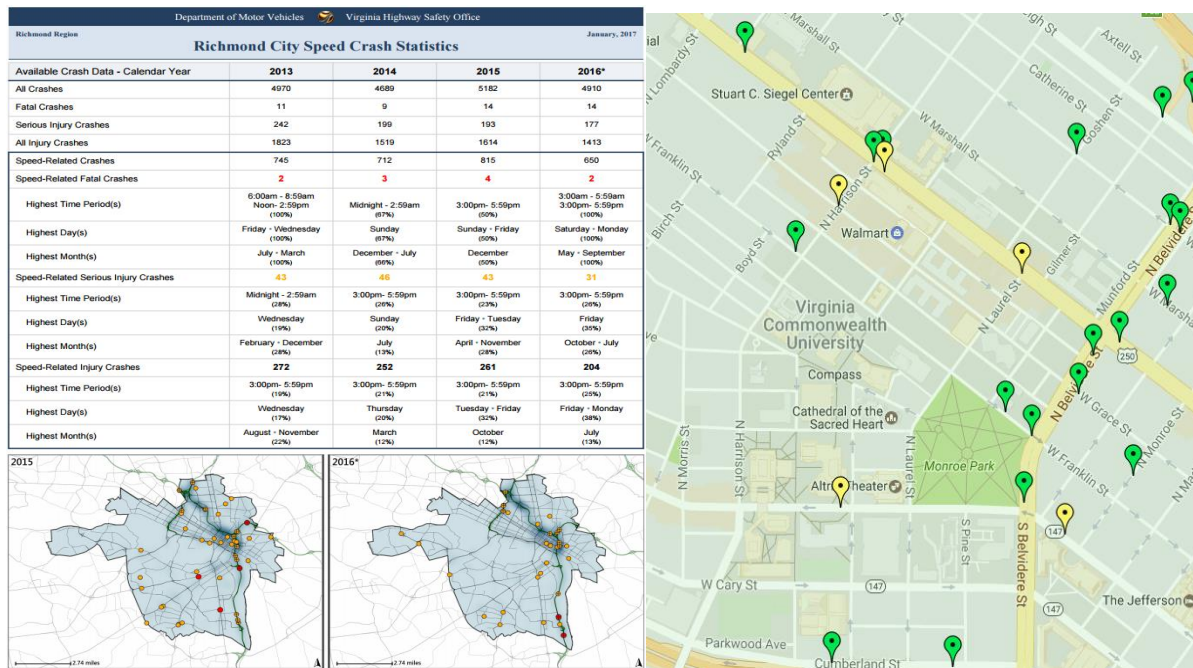 Department of Motor Vehicles Virginia Highway Safety Office
Richmond Region
January, 2017
Richmond City Speed Crash Statistics
Available Crash Data - Calendar Year 2013 2014 2015 2016*
All Crashes 4970 4689 5182 4910
Fatal Crashes 11 9 14 14
Serious Injury Crashes 242 199 193 177
All Injury Crashes 1823 1519 1614 1413
Speed-Related Crashes 745 712 815 650
Speed-Related Fatal Crashes 2 3 4 2
Highest Time Period(s) 6:00am - 8:59am Noon- 2:59pm (100%) Midnight - 2:59am (67%) 3:00pm- 5:59pm (50%) 3:00am - 5:59am 3:00pm- 5:59pm (100%)
Highest Day(s) Friday • Wednesday (100%) Sunday (67%) Sunday • Friday (50%) Saturday • Monday (100%)
Highest Month(s) July • March (100%) December • July (66%) December (50%) May • September (100%)
Speed-Related Serious Injury Crashes 43 46 43 31
Highest Time Period(s) Midnight - 2:59am (28%) 3:00pm- 5:59pm (26%) 3:00pm- 5:59pm (23%) 3:00pm- 5:59pm (26%)
Highest Day(s) Wednesday (19%) Sunday (20%) Friday • Tuesday (32%) Friday (35%)
Highest Month(s) February • December (28%) July (13%) April • November (28%) October • July (26%)
Speed-Related Injury Crashes 272 252 261 204
Highest Time Period(s) 3:00pm- 5:59pm (19%) 3:00pm- 5:59pm (21%) 3:00pm- 5:59pm (21%) 3:00pm- 5:59pm (25%)
Highest Day(s) Wednesday (17%) Thursday (20%) Tuesday • Friday (32%) Friday • Monday (38%)
Highest Month(s) August • November (22%) March (12%) October (12%) July (13%)
2015
2.74 miles
2016*
2.74 miles
N Lombardy St
W Marshall St
Axtell St
Catherine St
Stuart C. Siegel Center
Goshen St
W Marshall St
Ryland St
W Franklin St
N Harrison St
Birch St
Walmart
Boyd St
Gilmer St
N Belvidere
Munford St
W Marsha
Virginia
Commonwealth
University
N Laurel St
250
Compass
N Belvidere St
W Grace St
Cathedral of the
Sacred Heart
N Morris St
N Harrison St
N Laurel St
Monroe Park
W Franklin St
N Monroe St
Theater
147
S Pine St
S Belvidere St
W Cary St
147
The Jefferson
147
Parkwood Ave
Cumberland St